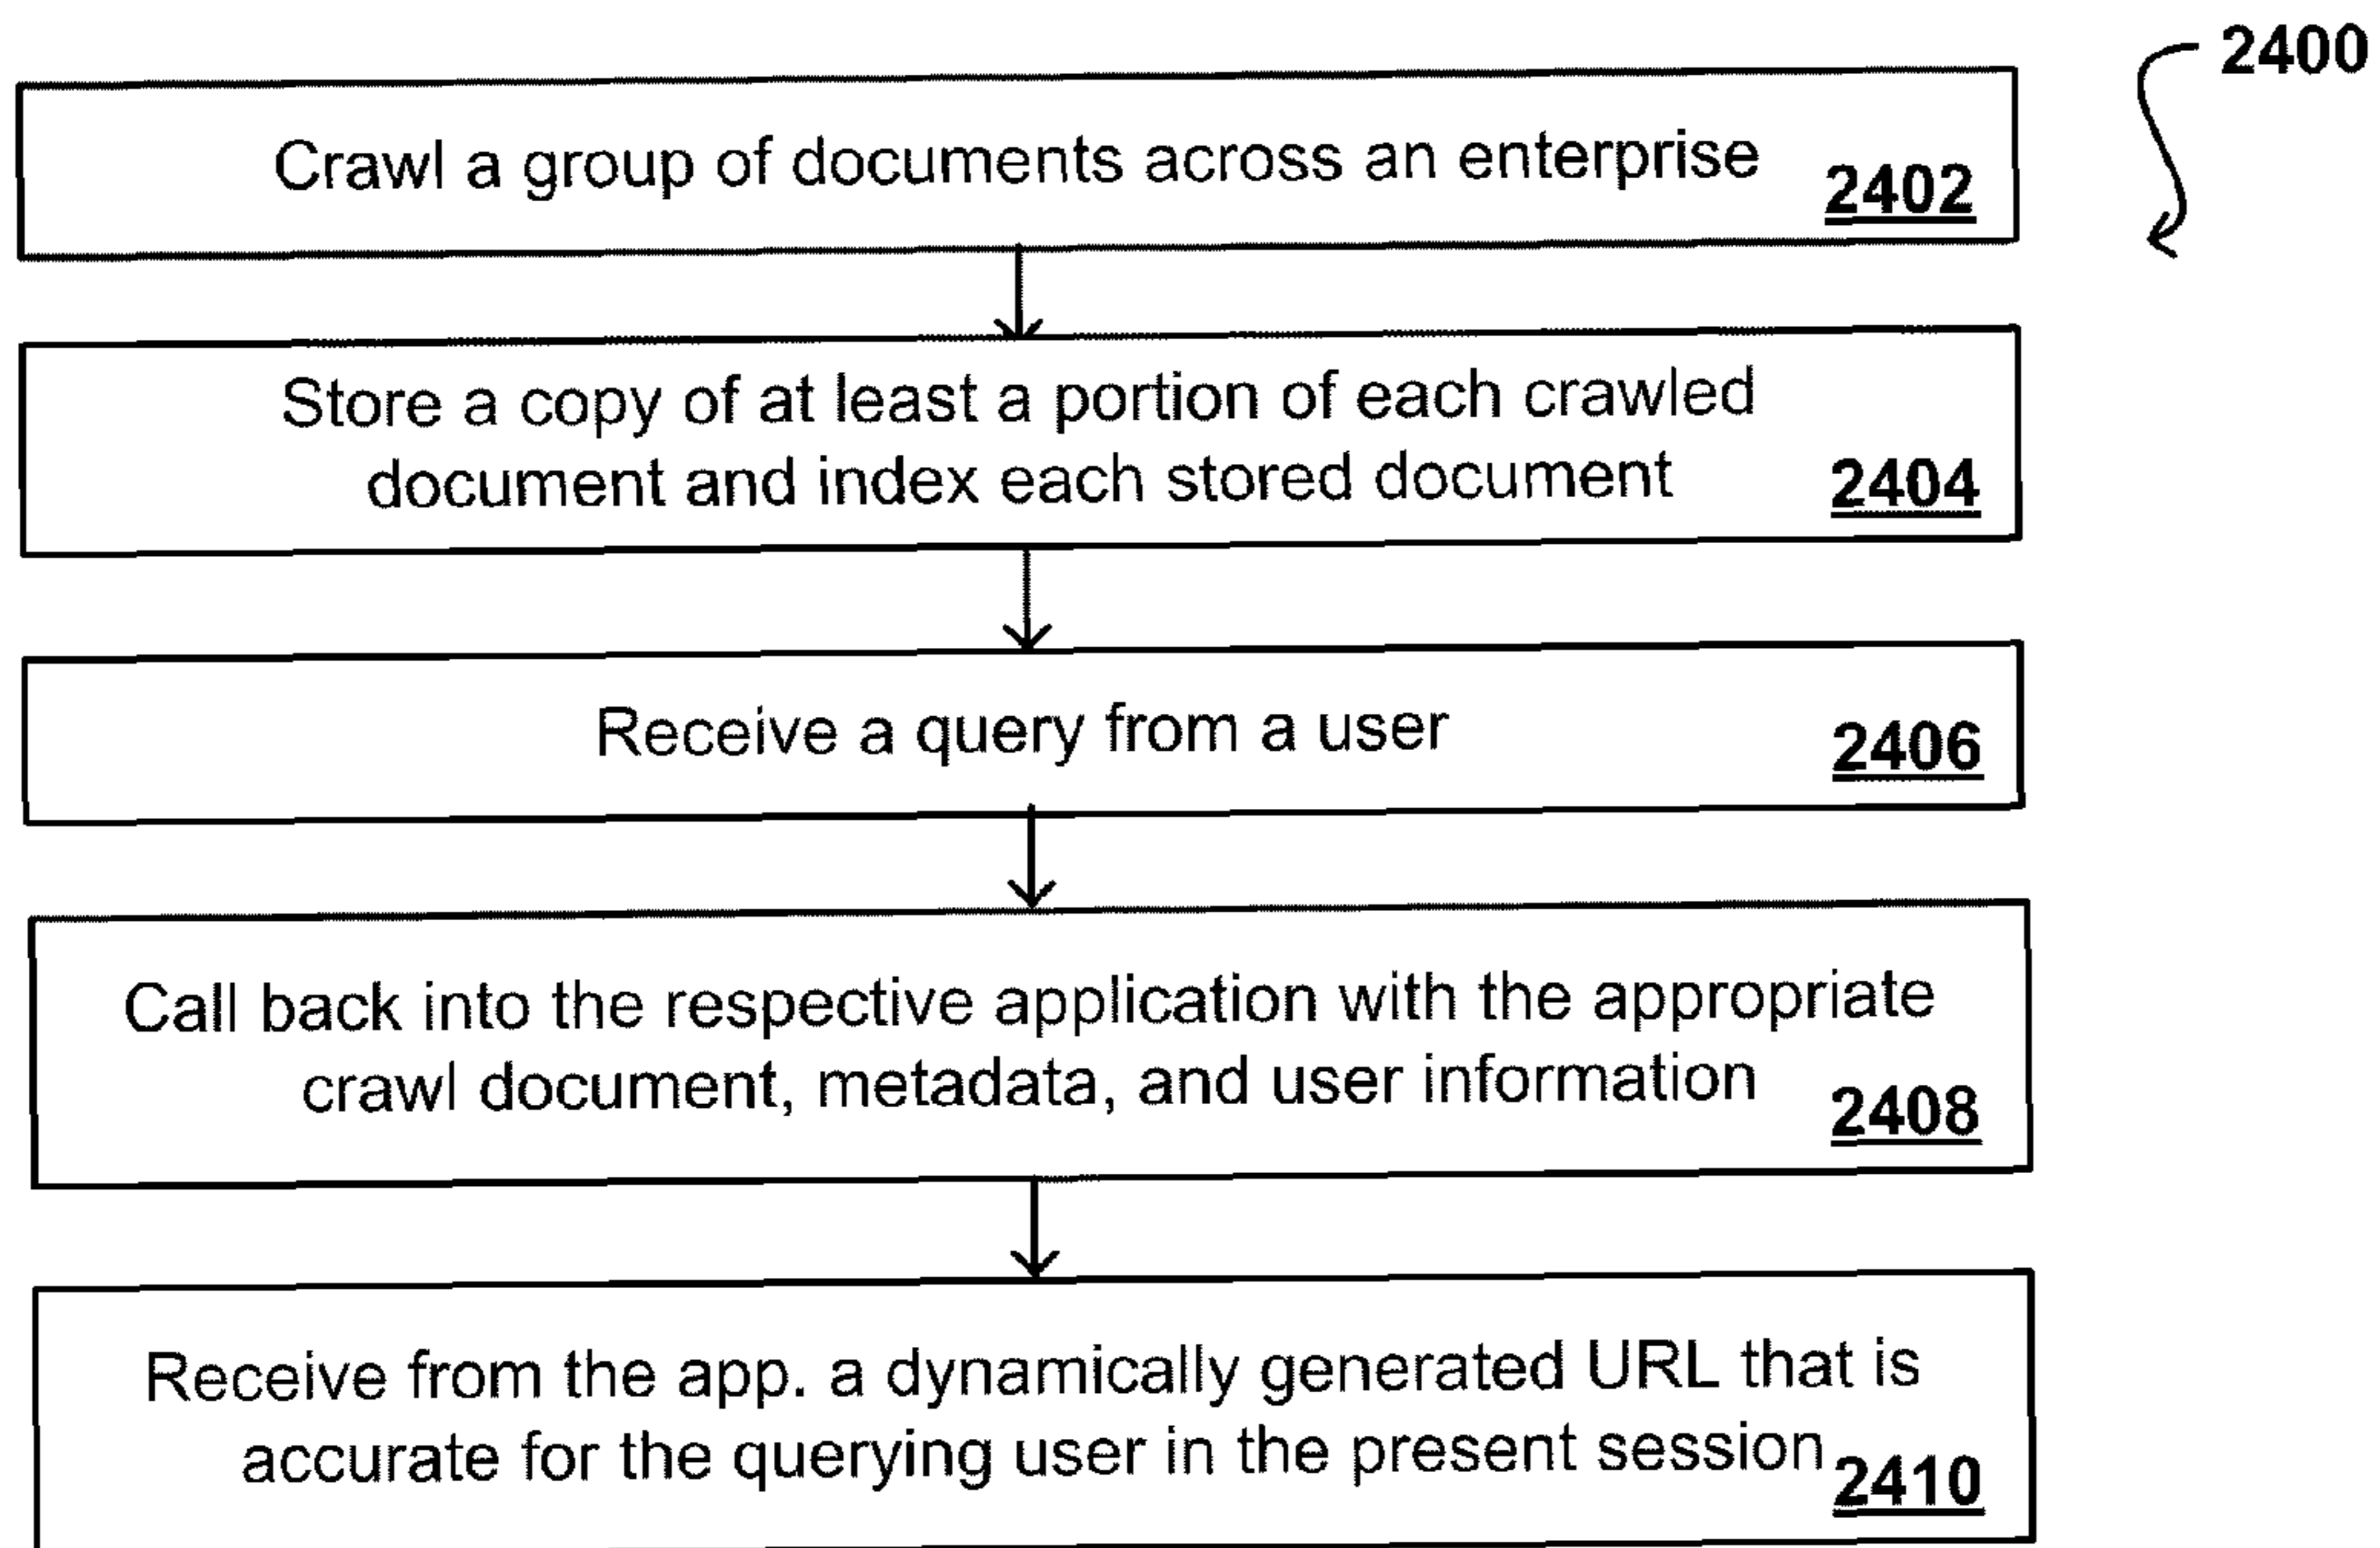 2400
Crawl a group of documents across an enterprise
2402
Store a copy of at least a portion of each crawled
document and index each stored document
2404
Receive a query from a user
2406
Call back into the respective application with the appropriate
crawl document, metadata, and user information
2408
Receive from the app. a dynamically generated URL that is
accurate for the querying user in the present session
2410